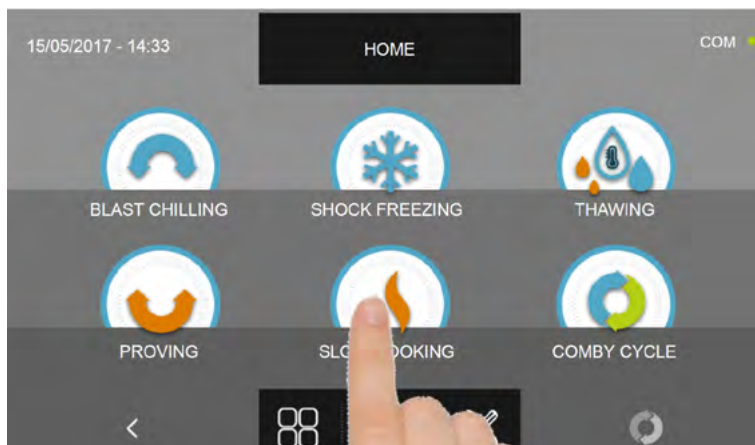 15/05/2017 - 14:33 HOME COM
BLAST CHILLING SHOCK FREEZING THAWING
PROVING COMBY CYCLE